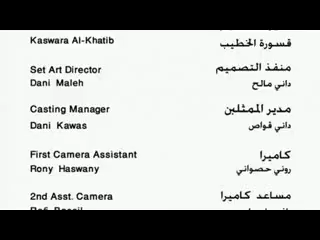 Kaswara Al-Khatib
قسورة الخطيب
Set Art Director
منفذ التصميم
Dani Maleh
داني مالح
Casting Manager
مدير الممثلين
Dani Kawas
داني قواص
First Camera Assistant
كاميرا
Rony Haswany
روني حصواني
2nd Asst. Camera
مساعد كاميرا